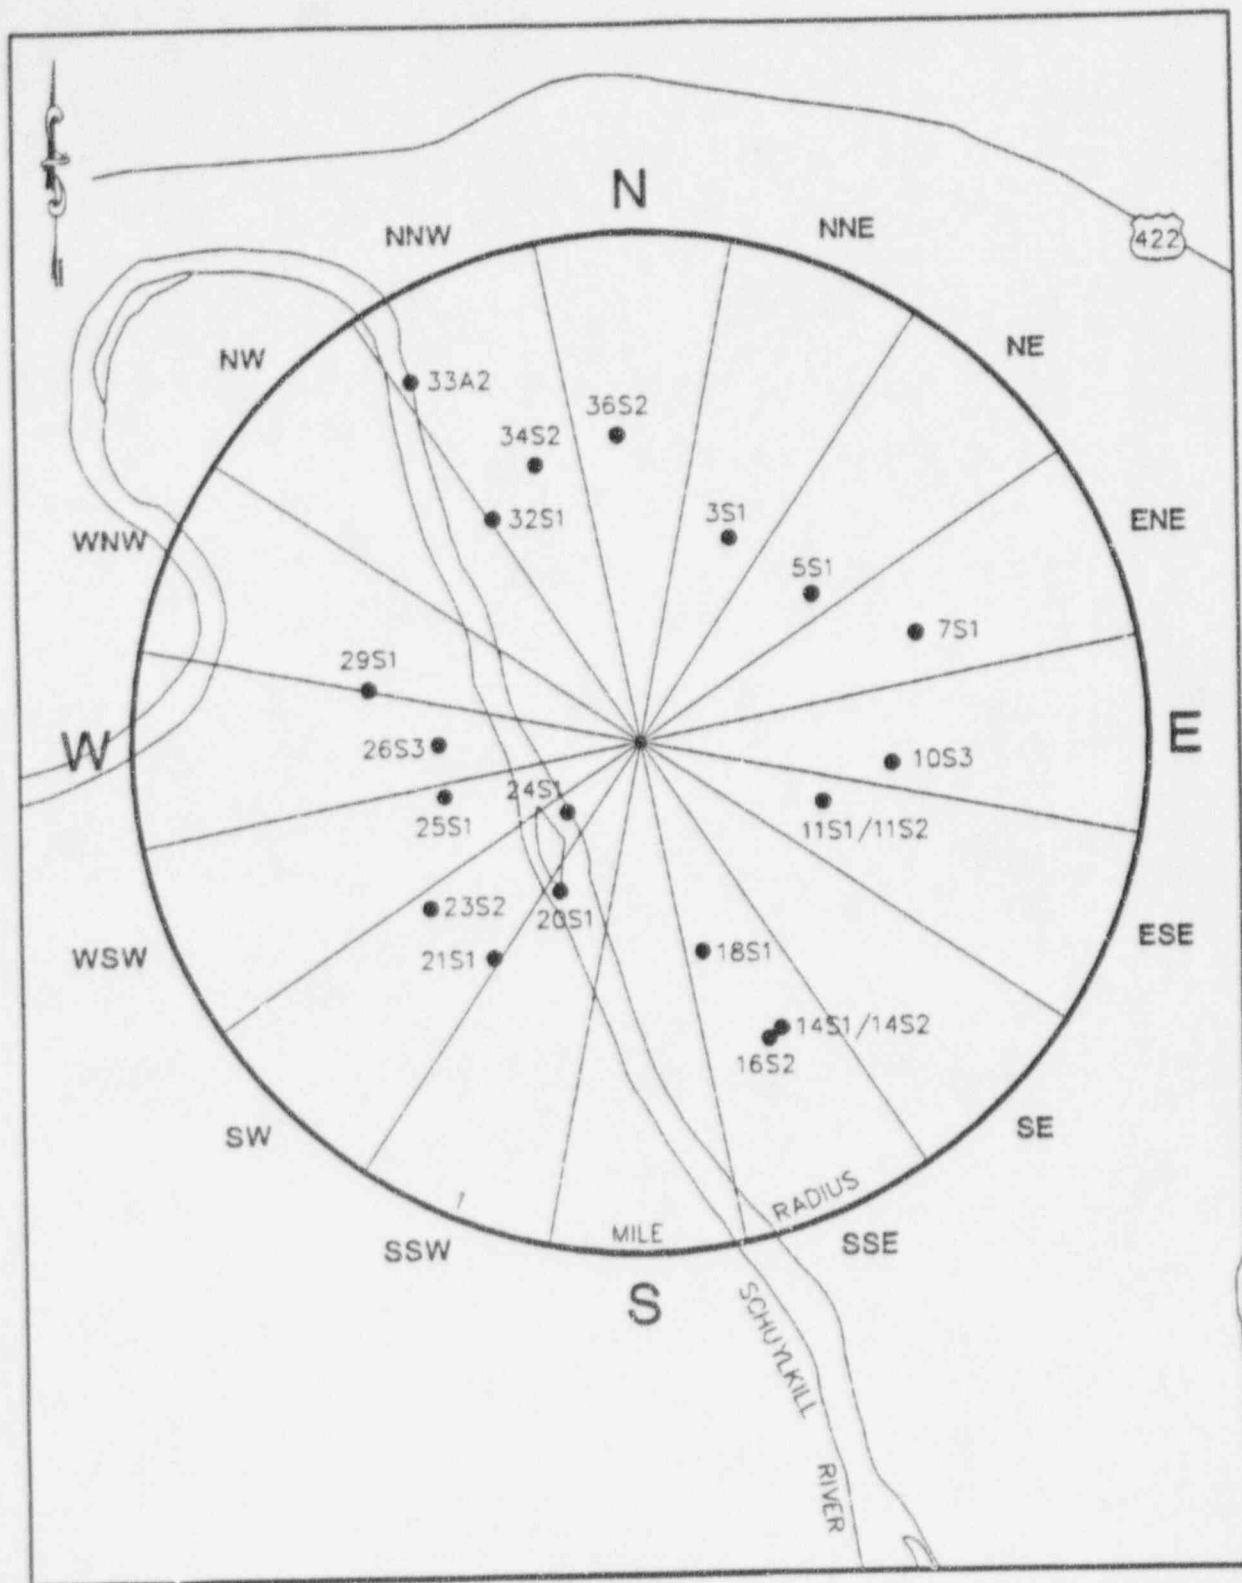 N
NNW
NNE
422
NW
NE
33A2
36S2
34S2
32S1
3S1
ENE
WNW
5S1
7S1
29S1
W
E
26S3
10S3
24S1
25S1
11S1/11S2
23S2
20S1
ESE
WSW
21S1
18S1
14S1/14S2
16S2
SW
SE
1 MILE RADIUS
SSW
SSE
S
SCHUYLKILL
RIVER